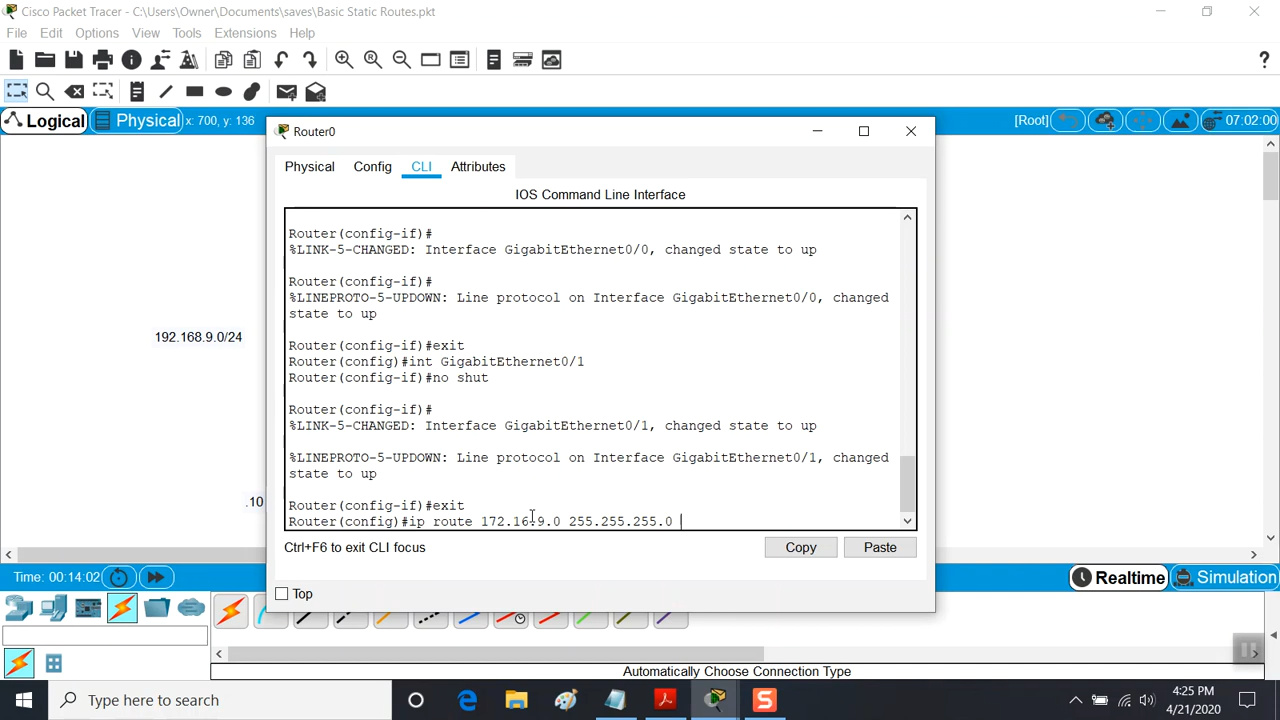 Cisco Packet Tracer - C:\Users\Owner\Documents\saves\Basic Static Routes.pkt
File Edit Options View Tools Extensions Help
?
Logical Physical x: 700, y: 136 [Root] 07:02:00
Router0
Physical Config CLI Attributes
IOS Command Line Interface
Router(config-if)#
%LINK-5-CHANGED: Interface GigabitEthernet0/0, changed state to up
Router(config-if)#
%LINEPROTO-5-UPDOWN: Line protocol on Interface GigabitEthernet0/0, changed
state to up
192.168.9.0/24
Router(config-if)#exit
Router(config)#int GigabitEthernet0/1
Router(config-if)#no shut
Router(config-if)#
%LINK-5-CHANGED: Interface GigabitEthernet0/1, changed state to up
%LINEPROTO-5-UPDOWN: Line protocol on Interface GigabitEthernet0/1, changed
state to up
.10
Router(config-if)#exit
Router(config)#ip route 172.16.9.0 255.255.255.0
Ctrl+F6 to exit CLI focus
Copy Paste
Time: 00:14:02 Realtime Simulation
Top
Automatically Choose Connection Type
Type here to search
4:25 PM
4/21/2020